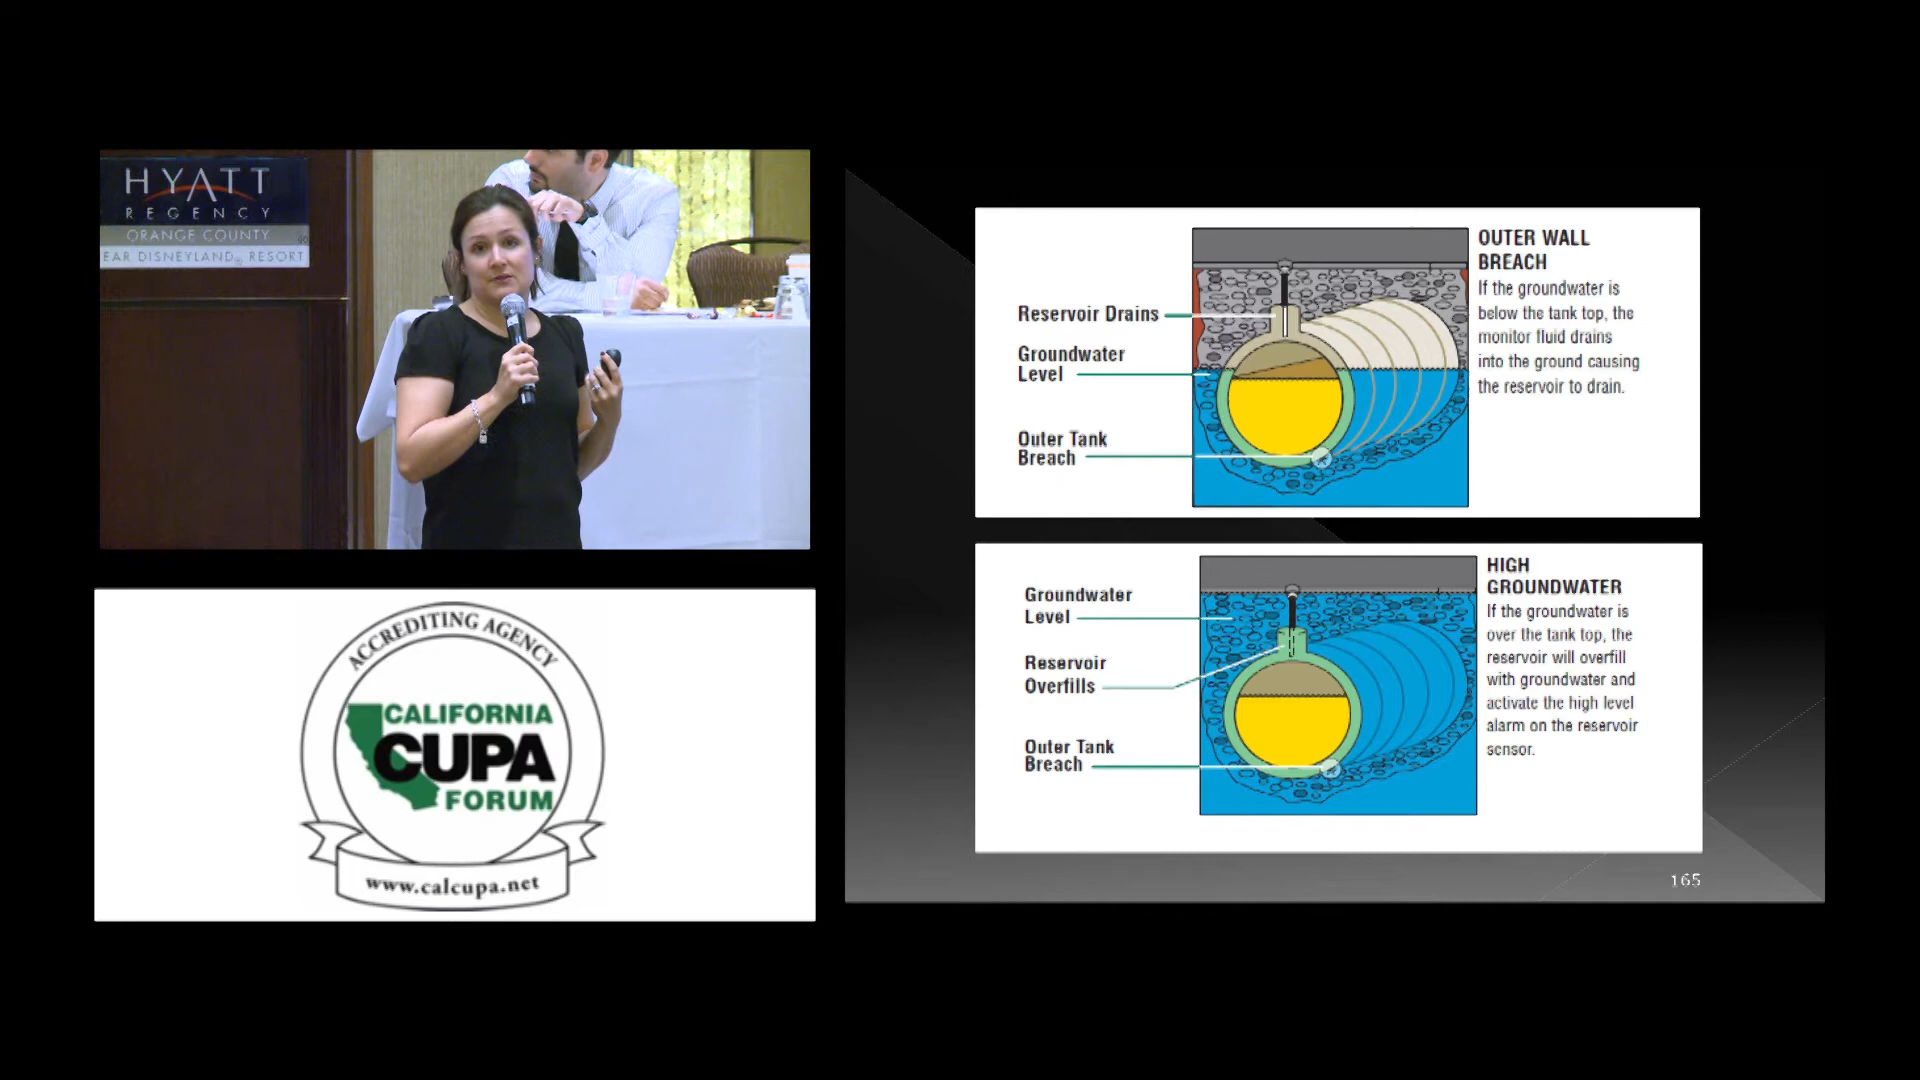 HYATT
REGENCY
ORANGE COUNTY
EAR DISNEYLAND® RESORT
ACCREDITING AGENCY
CALIFORNIA
CUPA
FORUM
www.calcupa.net
OUTER WALL
BREACH
If the groundwater is
below the tank top, the
monitor fluid drains
into the ground causing
the reservoir to drain.
Reservoir Drains
Groundwater
Level
Outer Tank
Breach
HIGH
GROUNDWATER
If the groundwater is
over the tank top, the
reservoir will overfill
with groundwater and
activate the high level
alarm on the reservoir
sensor.
Groundwater
Level
Reservoir
Overfills
Outer Tank
Breach
165